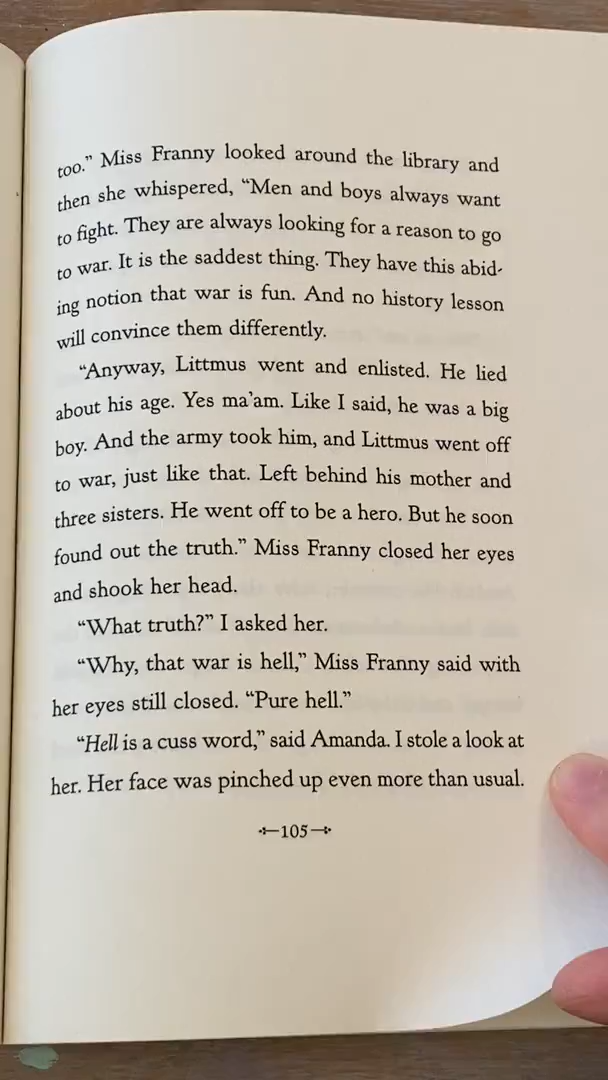 too.” Miss Franny looked around the library and
then she whispered, “Men and boys always want
to fight. They are always looking for a reason to go
to war. It is the saddest thing. They have this abid-
ing notion that war is fun. And no history lesson
will convince them differently.
“Anyway, Littmus went and enlisted. He lied
about his age. Yes ma’am. Like I said, he was a big
boy. And the army took him, and Littmus went off
to war, just like that. Left behind his mother and
three sisters. He went off to be a hero. But he soon
found out the truth.” Miss Franny closed her eyes
and shook her head.
“What truth?” I asked her.
“Why, that war is hell,” Miss Franny said with
her eyes still closed. “Pure hell.”
“Hell is a cuss word,” said Amanda. I stole a look at
her. Her face was pinched up even more than usual.
105